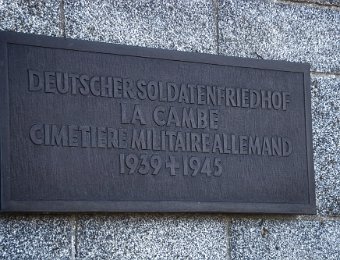 DEUTSCHER SOLDATENFRIEDHOF
LA CAMBE
CIMETIERE MILITAIRE ALLEMAND
1939 + 1945